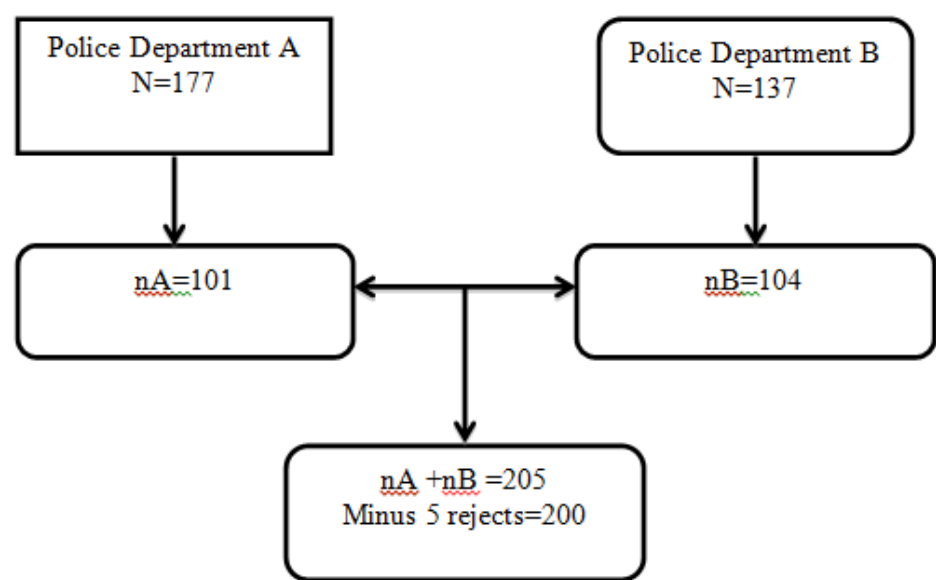 Police Department A
N=177
Police Department B
N=137
nA=101
nB=104
nA +nB =205
Minus 5 rejects=200